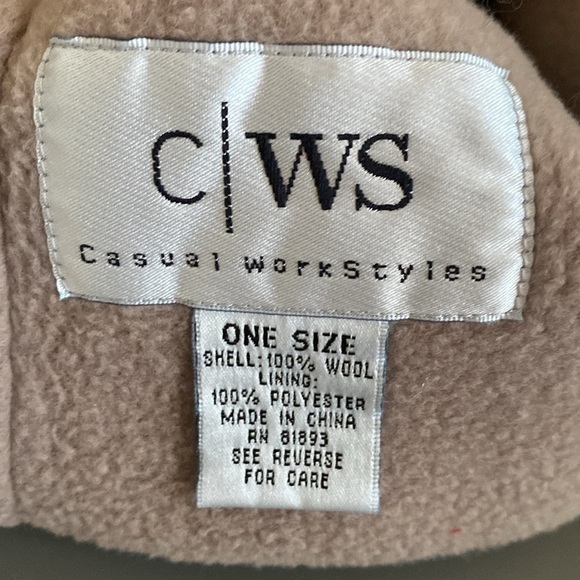 C|WS
Casual WorkStyles
ONE SIZE
SHELL: 100% WOOL
LINING:
100% POLYESTER
MADE IN CHINA
RN 81893
SEE REVERSE
FOR CARE